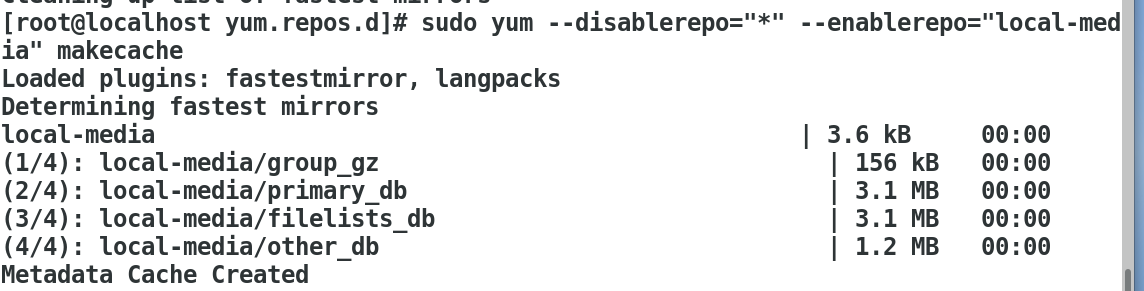 Cleaning up list of fastest mirrors
[root@localhost yum.repos.d]# sudo yum --disablerepo="*" --enablerepo="local-med
ia" makecache
Loaded plugins: fastestmirror, langpacks
Determining fastest mirrors
local-media | 3.6 kB 00:00
(1/4): local-media/group_gz | 156 kB 00:00
(2/4): local-media/primary_db | 3.1 MB 00:00
(3/4): local-media/filelists_db | 3.1 MB 00:00
(4/4): local-media/other_db | 1.2 MB 00:00
Metadata Cache Created